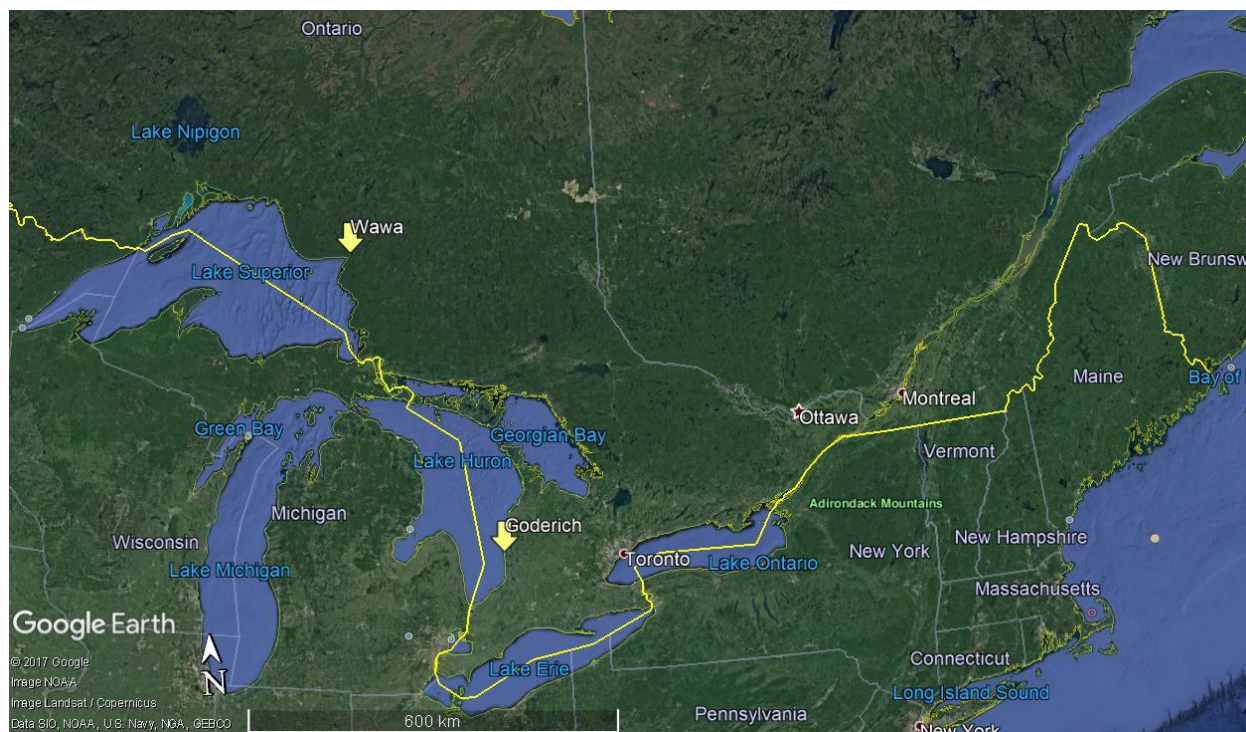 Ontario
Lake Nipigon
Wawa
New Brunsw
Lake Superior
Maine
Bay of
Montreal
Ottawa
Green Bay
Georgian Bay
Lake Huron
Vermont
Adirondack Mountains
Michigan
Goderich
Wisconsin
New Hampshire
New York
Toronto
Lake Ontario
Lake Michigan
Massachusetts
Google Earth
Connecticut
© 2017 Google
Lake Erie
Image NOAA
N
Long Island Sound
Image Landsat / Copernicus
Pennsylvania
Data SIO, NOAA, U.S. Navy, NGA, GEBCO
600 km
New York